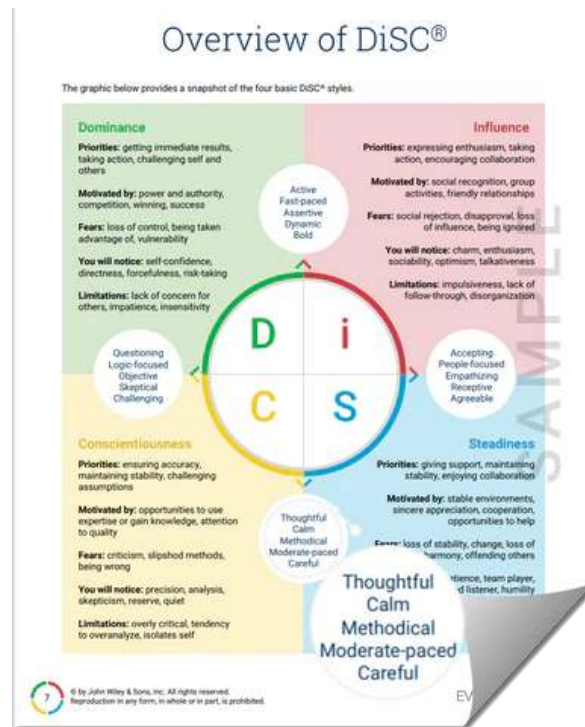 Overview of DiSC®
The graphic below provides a snapshot of the four basic DiSC® styles.
Dominance
Priorities: getting immediate results,
taking action, challenging self and
others
Motivated by: power and authority,
competition, winning, success
Fears: loss of control, being taken
advantage of, vulnerability
You will notice: self-confidence,
directness, forcefulness, risk-taking
Limitations: lack of concern for
others, impatience, insensitivity
Influence
Priorities: expressing enthusiasm, taking
action, encouraging collaboration
Motivated by: social recognition, group
activities, friendly relationships
Fears: social rejection, disapproval, loss
of influence, being ignored
You will notice: charm, enthusiasm,
sociability, optimism, talkativeness
Limitations: impulsiveness, lack of
follow-through, disorganization
Active
Fast-paced
Assertive
Dynamic
Bold
Questioning
Logic-focused
Objective
Skeptical
Challenging
D
i
C
S
Accepting
People-focused
Empathizing
Receptive
Agreeable
Conscientiousness
Priorities: ensuring accuracy,
maintaining stability, challenging
assumptions
Motivated by: opportunities to use
expertise or gain knowledge, attention
to quality
Fears: criticism, slipshod methods,
being wrong
You will notice: precision, analysis,
skepticism, reserve, quiet
Limitations: overly critical, tendency
to overanalyze, isolates self
Steadiness
Priorities: giving support, maintaining
stability, enjoying collaboration
Motivated by: stable environments,
sincere appreciation, cooperation,
opportunities to help
Fears: loss of stability, change, loss of
harmony, offending others
team player,
listener, humility
Thoughtful
Calm
Methodical
Moderate-paced
Careful
Thoughtful
Calm
Methodical
Moderate-paced
Careful
SAMPLE
7
© by John Wiley & Sons, Inc. All rights reserved.
Reproduction in any form, in whole or in part, is prohibited.
EV